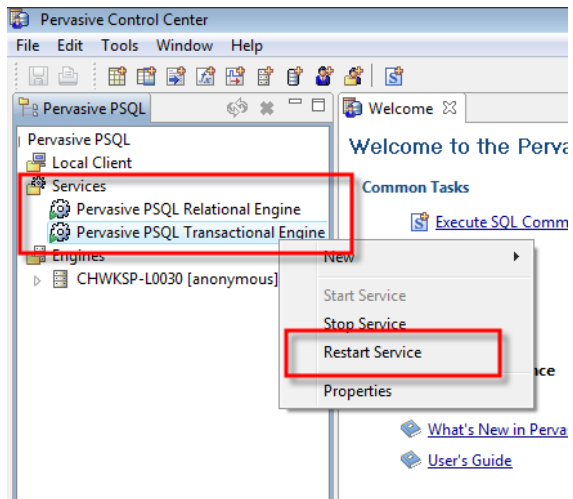 Pervasive Control Center
File Edit Tools Window Help
Pervasive PSQL
Welcome
Pervasive PSQL
Local Client
Services
Pervasive PSQL Relational Engine
Pervasive PSQL Transactional Engine
Engines
CHWKSP-L0030 [anonymous]
Welcome to the Perva
Common Tasks
Execute SQL Comm
New
Start Service
Stop Service
Restart Service
Properties
nce
What's New in Perva
User's Guide